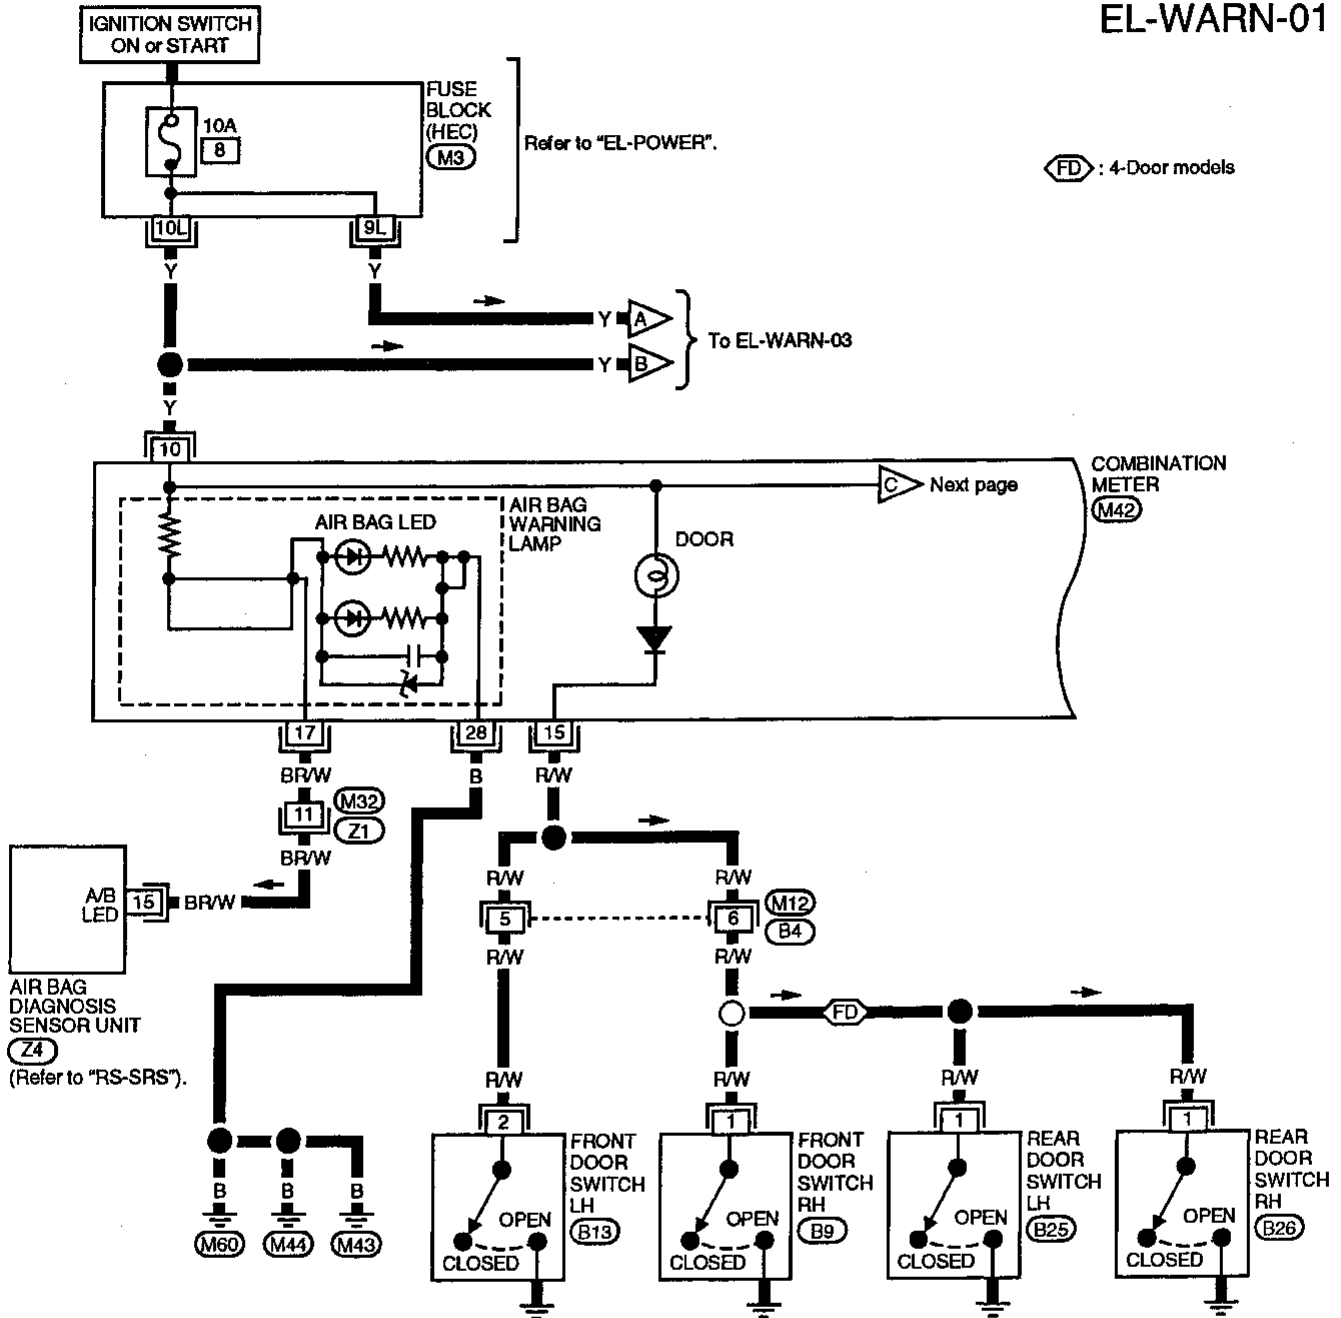 EL-WARN-01
IGNITION SWITCH
ON or START
FUSE
BLOCK
(HEC)
M3
10A
8
Refer to "EL-POWER".
FD : 4-Door models
10L
9L
Y
Y
Y A
To EL-WARN-03
Y B
Y
10
COMBINATION
METER
M42
C Next page
AIR BAG
WARNING
LAMP
AIR BAG LED
DOOR
17
28
15
BR/W
B
R/W
11
M32
Z1
BR/W
A/B
LED
15
BR/W
AIR BAG
DIAGNOSIS
SENSOR UNIT
Z4
(Refer to "RS-SRS").
R/W
R/W
5
6
M12
B4
R/W
R/W
FD
R/W
R/W
R/W
R/W
2
1
1
1
FRONT
DOOR
SWITCH
LH
B13
OPEN
CLOSED
FRONT
DOOR
SWITCH
RH
B9
OPEN
CLOSED
REAR
DOOR
SWITCH
LH
B25
OPEN
CLOSED
REAR
DOOR
SWITCH
RH
B26
OPEN
CLOSED
B
B
B
M60
M44
M43